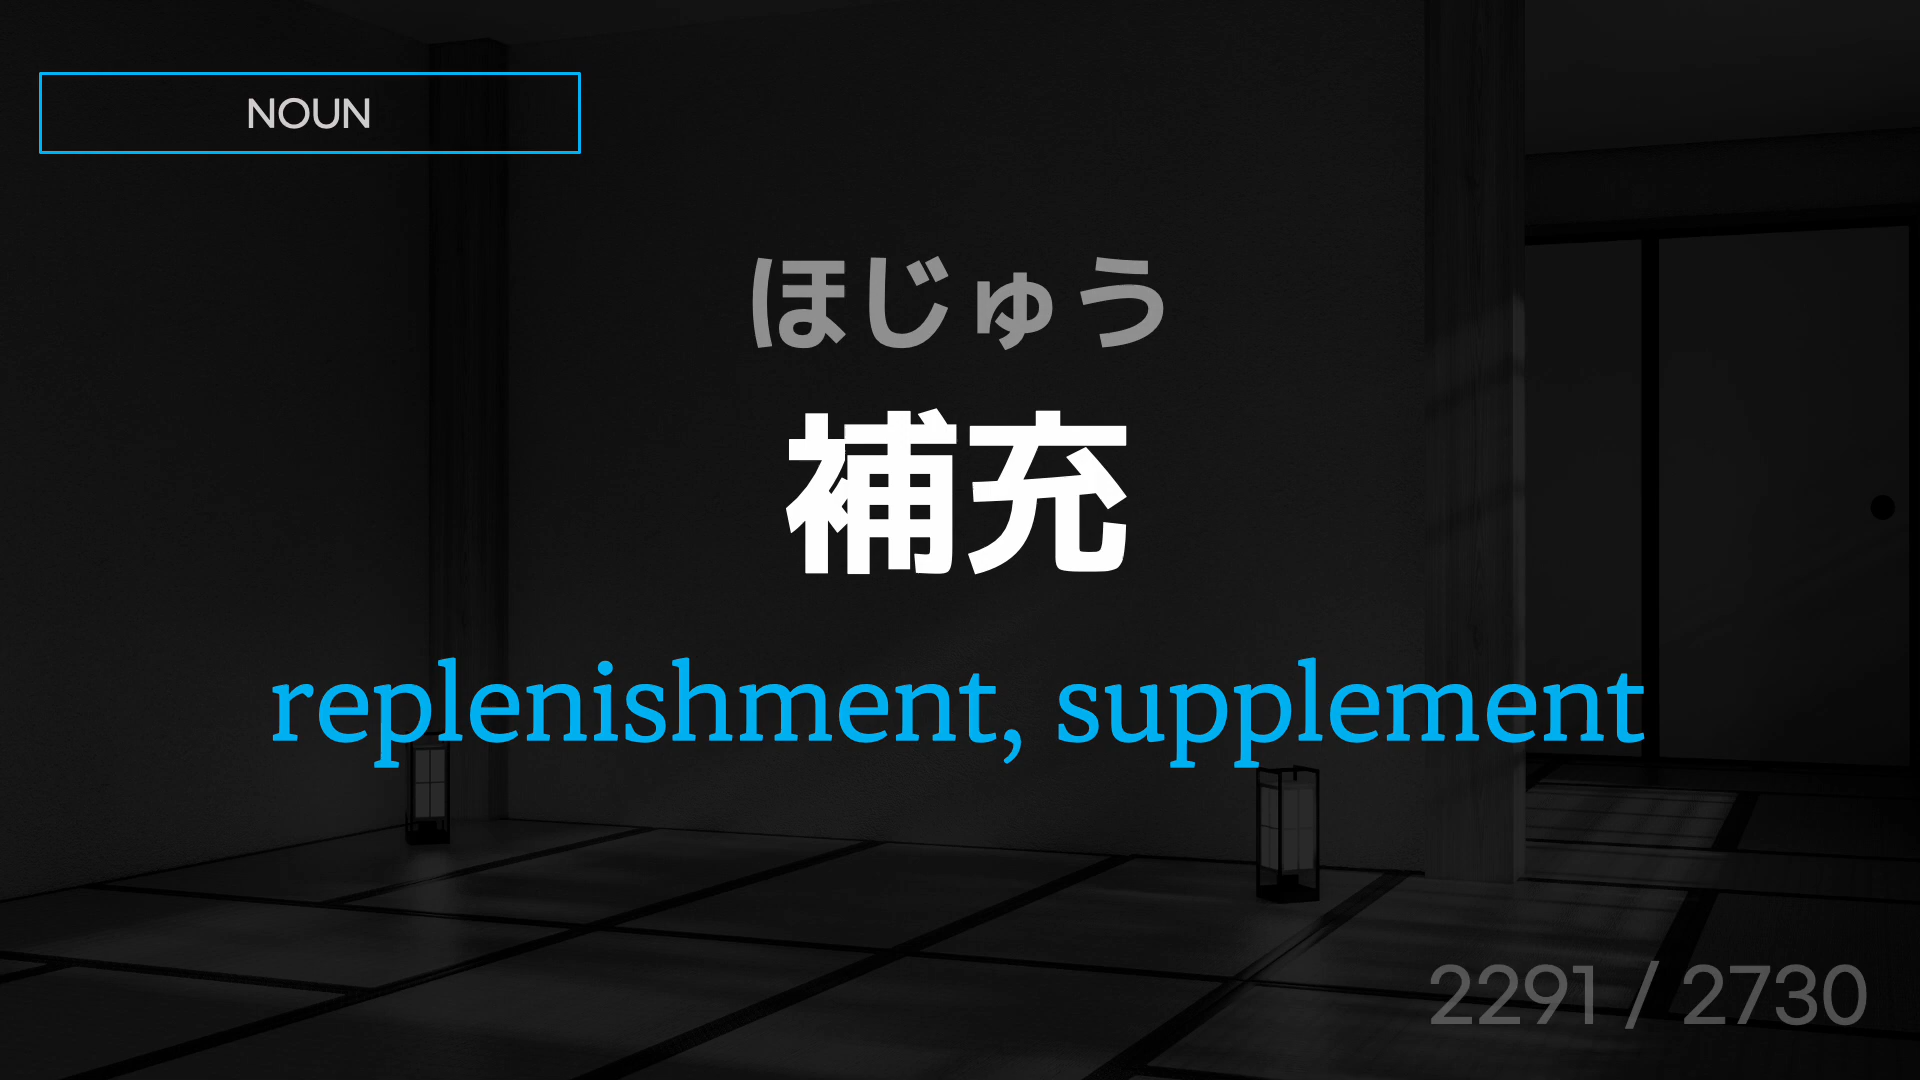 NOUN
ほじゅう
補充
replenishment, supplement
2291 / 2730